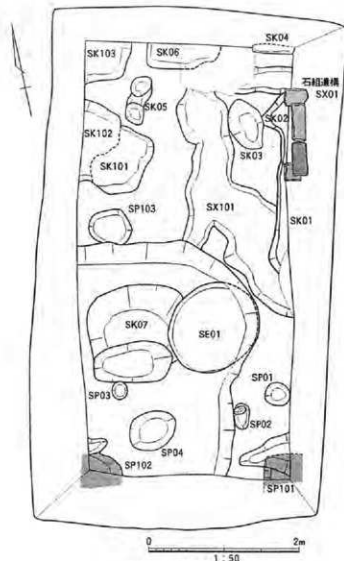 SK04
SK103
SK06
石組遺構
SX01
SK05
SK02
SK102
SK03
SK101
SX101
SP103
SK01
SK07
SE01
SP03
SP01
SP02
SP04
SP102
SP101
0 2m
1:50